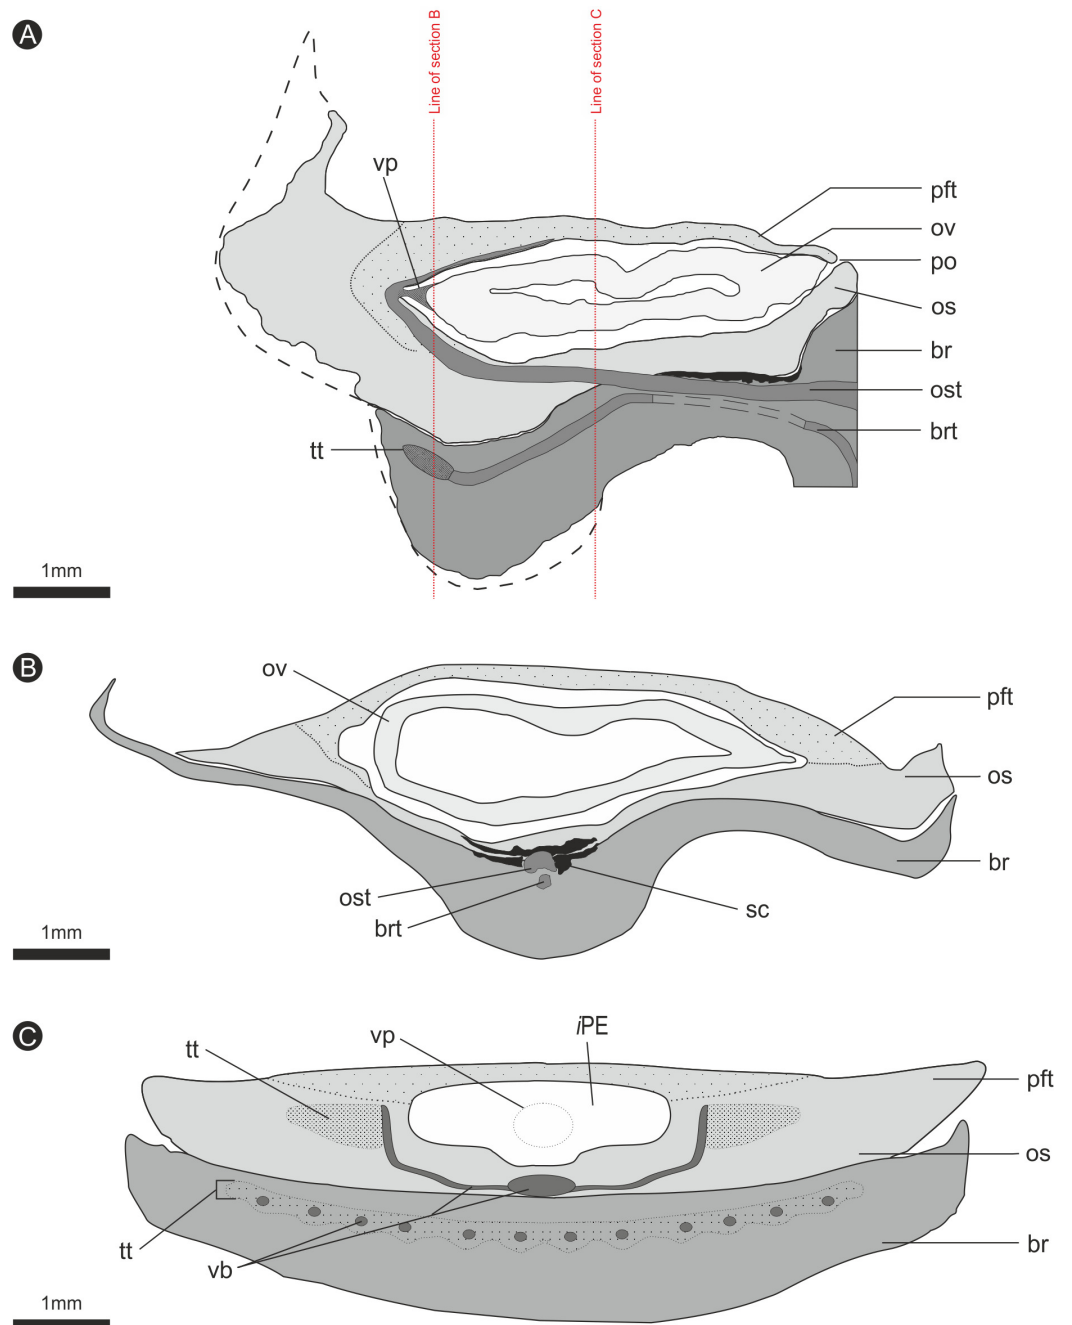 A
Line of section B
Line of section C
vp
pft
ov
po
os
br
ost
brt
tt
1mm
B
ov
pft
os
br
ost
sc
brt
1mm
C
iPE
vp
tt
pft
os
br
tt
vb
1mm